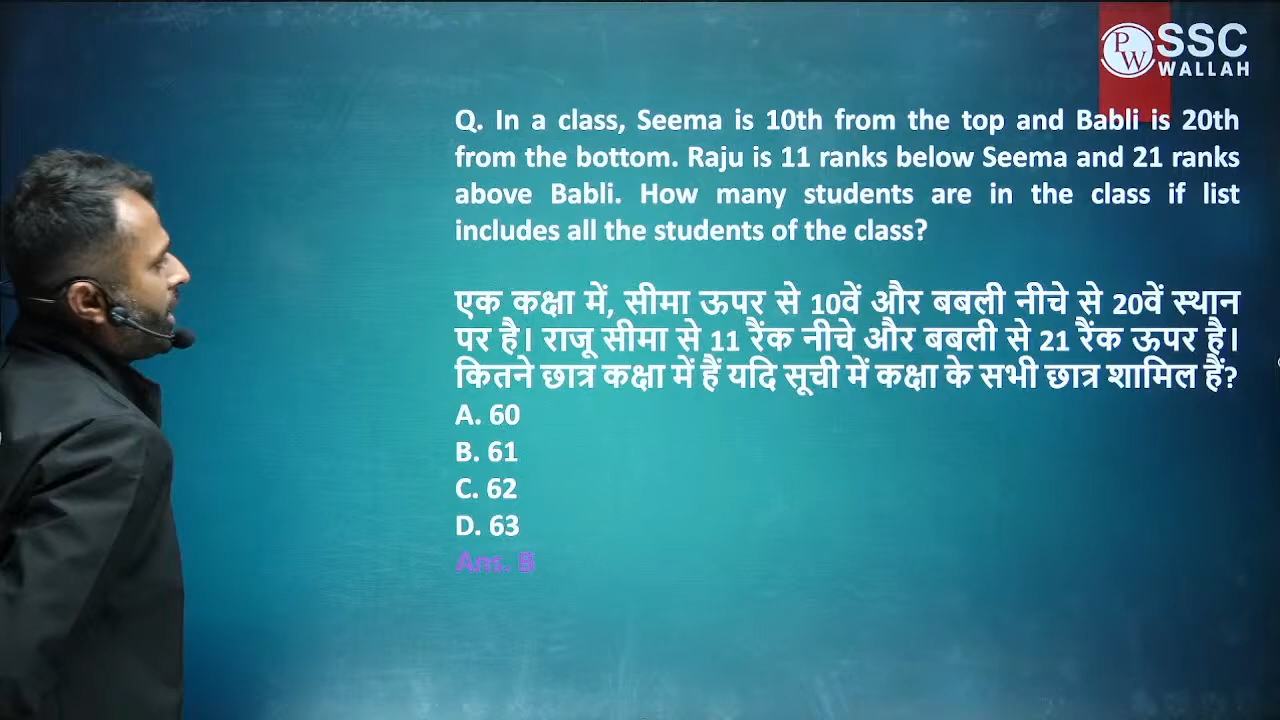 PW SSC
WALLAH
Q. In a class, Seema is 10th from the top and Babli is 20th
from the bottom. Raju is 11 ranks below Seema and 21 ranks
above Babli. How many students are in the class if list
includes all the students of the class?
एक कक्षा में, सीमा ऊपर से 10वें और बबली नीचे से 20वें स्थान
पर है। राजू सीमा से 11 रैंक नीचे और बबली से 21 रैंक ऊपर है।
कितने छात्र कक्षा में हैं यदि सूची में कक्षा के सभी छात्र शामिल हैं?
A. 60
B. 61
C. 62
D. 63
Ans. B